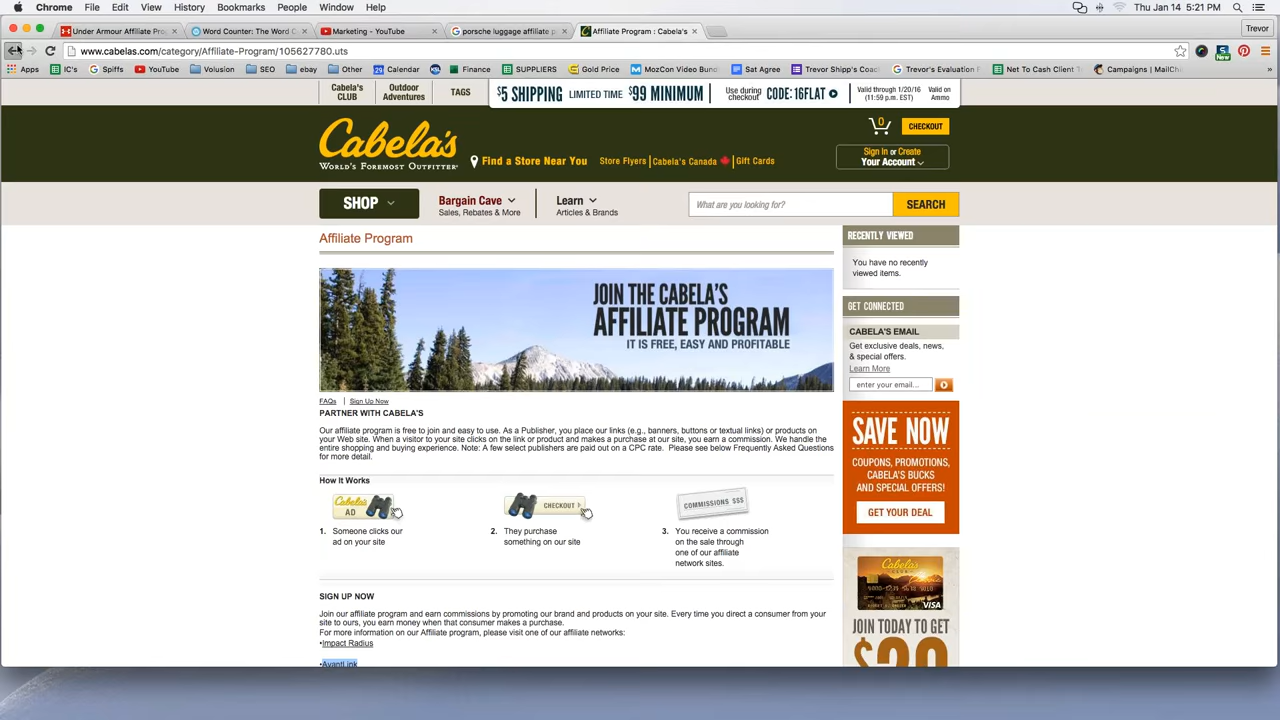 Chrome File Edit View History Bookmarks People Window Help Thu Jan 14 5:21 PM
Under Armour Affiliate Pro Word Counter: The Word C Marketing - YouTube porsche luggage affiliate p Affiliate Program : Cabela's Trevor
www.cabelas.com/category/Affiliate-Program/105627780.uts
Apps IC's Spiffs YouTube Volusion SEO ebay Other Calendar Finance SUPPLIERS Gold Price MozCon Video Bund Sat Agree Trevor Shipp's Coach Trevor's Evaluation Net To Cash Client T Campaigns | MailChi »
Cabela's CLUB
Outdoor Adventures
TAGS
$5 SHIPPING LIMITED TIME $99 MINIMUM
Use during checkout CODE:16FLAT
Valid through 1/20/16 (11:59 p.m. EST)
Valid on Ammo
Cabela's
WORLD'S FOREMOST OUTFITTER
Find a Store Near You Store Flyers | Cabela's Canada | Gift Cards
0 CHECKOUT
Sign In or Create
Your Account
SHOP
Bargain Cave
Sales, Rebates & More
Learn
Articles & Brands
What are you looking for? SEARCH
Affiliate Program
JOIN THE CABELA'S
AFFILIATE PROGRAM
IT IS FREE, EASY AND PROFITABLE
FAQs | Sign Up Now
PARTNER WITH CABELA'S
Our affiliate program is free to join and easy to use. As a Publisher, you place our links (e.g., banners, buttons or textual links) or products on
your Web site. When a visitor to your site clicks on the link or product and makes a purchase at our site, you earn a commission. We handle the
entire shopping and buying experience. Note: A few select publishers are paid out on a CPC rate. Please see below Frequently Asked Questions
for more detail.
How It Works
Cabela's AD
CHECKOUT
COMMISSIONS $$$
1. Someone clicks our
ad on your site
2. They purchase
something on our site
3. You receive a commission
on the sale through
one of our affiliate
network sites.
SIGN UP NOW
Join our affiliate program and earn commissions by promoting our brand and products on your site. Every time you direct a consumer from your
site to ours, you earn money when that consumer makes a purchase.
For more information on our Affiliate program, please visit one of our affiliate networks:
•Impact Radius
•AvantLink
RECENTLY VIEWED
You have no recently
viewed items.
GET CONNECTED
CABELA'S EMAIL
Get exclusive deals, news,
& special offers.
Learn More
enter your email...
SAVE NOW
COUPONS, PROMOTIONS,
CABELA'S BUCKS
AND SPECIAL OFFERS!
GET YOUR DEAL
Cabela's
VISA
JOIN TODAY TO GET
$20